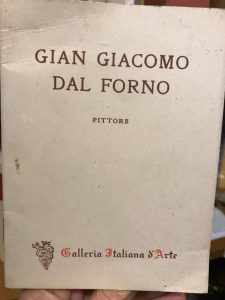 GIAN GIACOMO
DAL FORNO
PITTORE
Galleria Italiana d'Arte